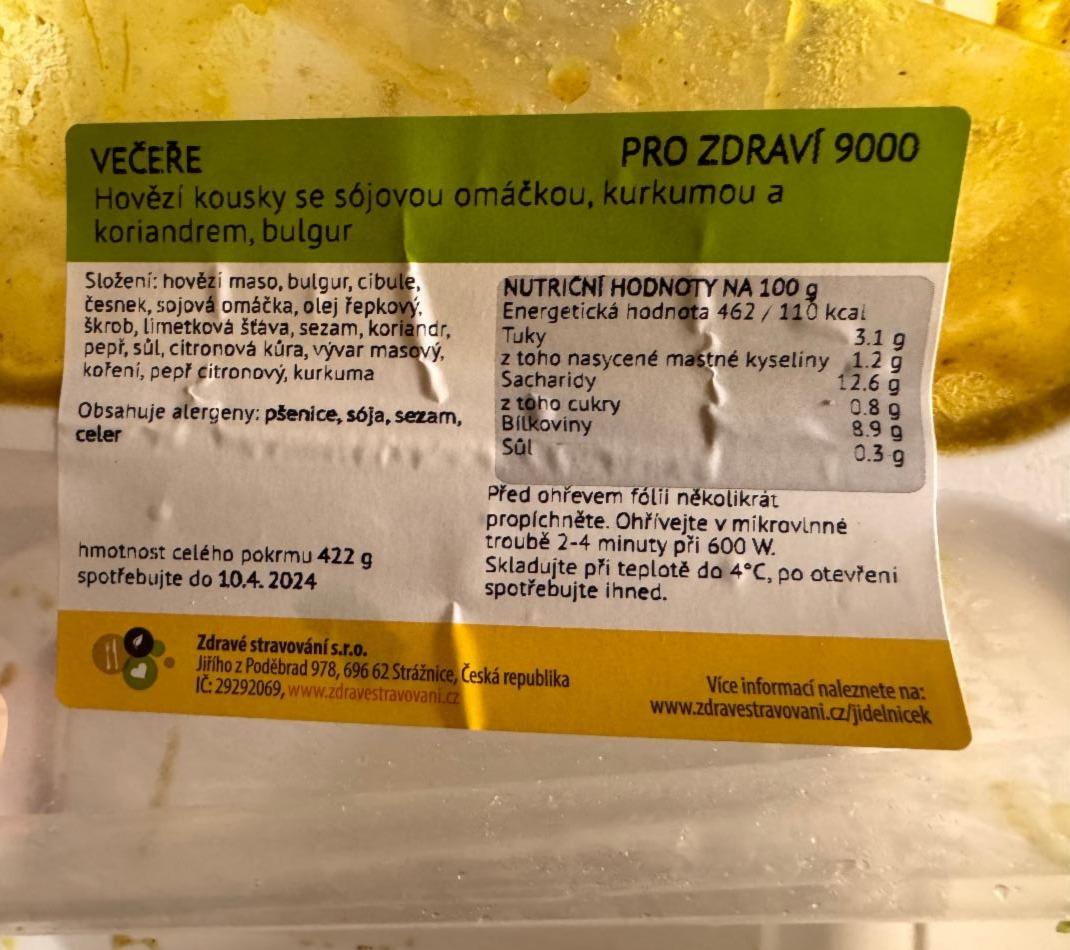 VEČEŘE
PRO ZDRAVÍ 9000
Hovězí kousky se sójovou omáčkou, kurkumou a
koriandrem, bulgur
Složení: hovězí maso, bulgur, cibule,
česnek, sojová omáčka, olej řepkový,
škrob, limetková šťáva, sezam, koriandr,
pepř, sůl, citronová kůra, vývar masový,
koření, pepř citronový, kurkuma
Obsahuje alergeny: pšenice, sója, sezam,
celer
hmotnost celého pokrmu 422 g
spotřebujte do 10.4. 2024
NUTRIČNÍ HODNOTY NA 100 g
Energetická hodnota 462 / 110 kcal
Tuky 3.1 g
z toho nasycené mastné kyseliny 1.2 g
Sacharidy 12.6 g
z toho cukry 0.8 g
Bílkoviny 8.9 g
Sůl 0.3 g
Před ohřevem fólii několikrát
propíchněte. Ohřívejte v mikrovlnné
troubě 2-4 minuty při 600 W.
Skladujte při teplotě do 4°C, po otevření
spotřebujte ihned.
Zdravé stravování s.r.o.
Jiřího z Poděbrad 978, 696 62 Strážnice, Česká republika
IČ: 29292069, www.zdravestravovani.cz
Více informací naleznete na:
www.zdravestravovani.cz/jidelnicek